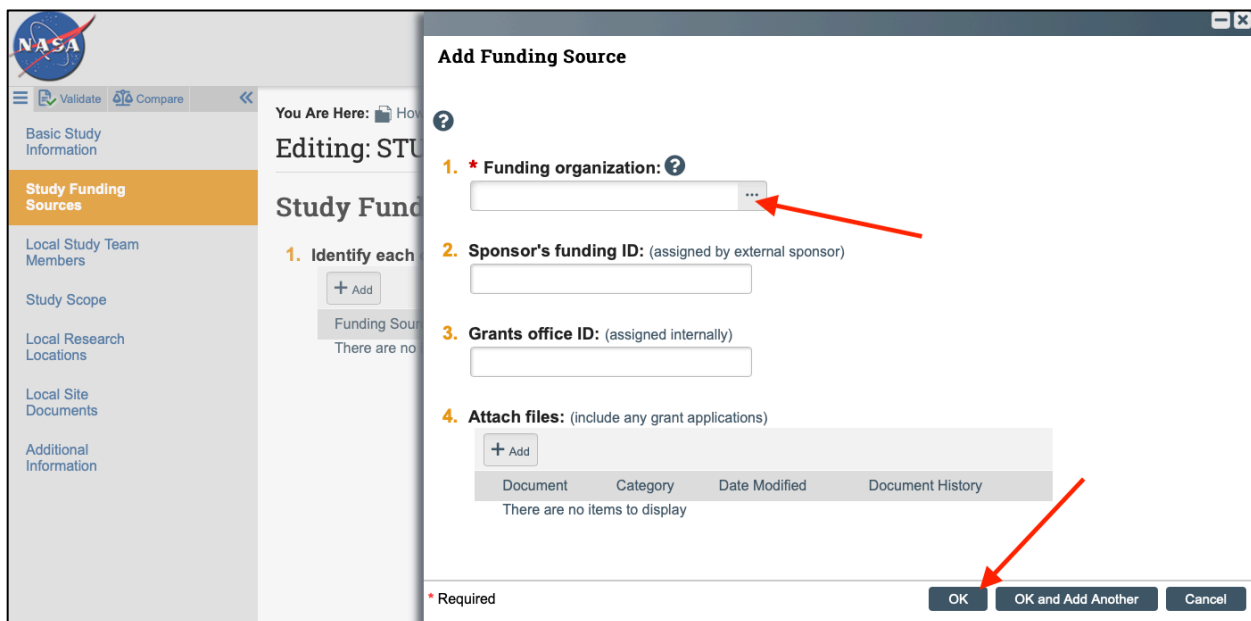 NASA
Validate Compare
Basic Study
Information
Study Funding
Sources
Local Study Team
Members
Study Scope
Local Research
Locations
Local Site
Documents
Additional
Information
You Are Here:
Editing:
Study
1. Identify each
+ Add
Funding
There are no
Add Funding Source
?
1. * Funding organization: ?
...
2. Sponsor's funding ID: (assigned by external sponsor)
3. Grants office ID: (assigned internally)
4. Attach files: (include any grant applications)
+ Add
Document Category Date Modified Document History
There are no items to display
* Required
OK OK and Add Another Cancel